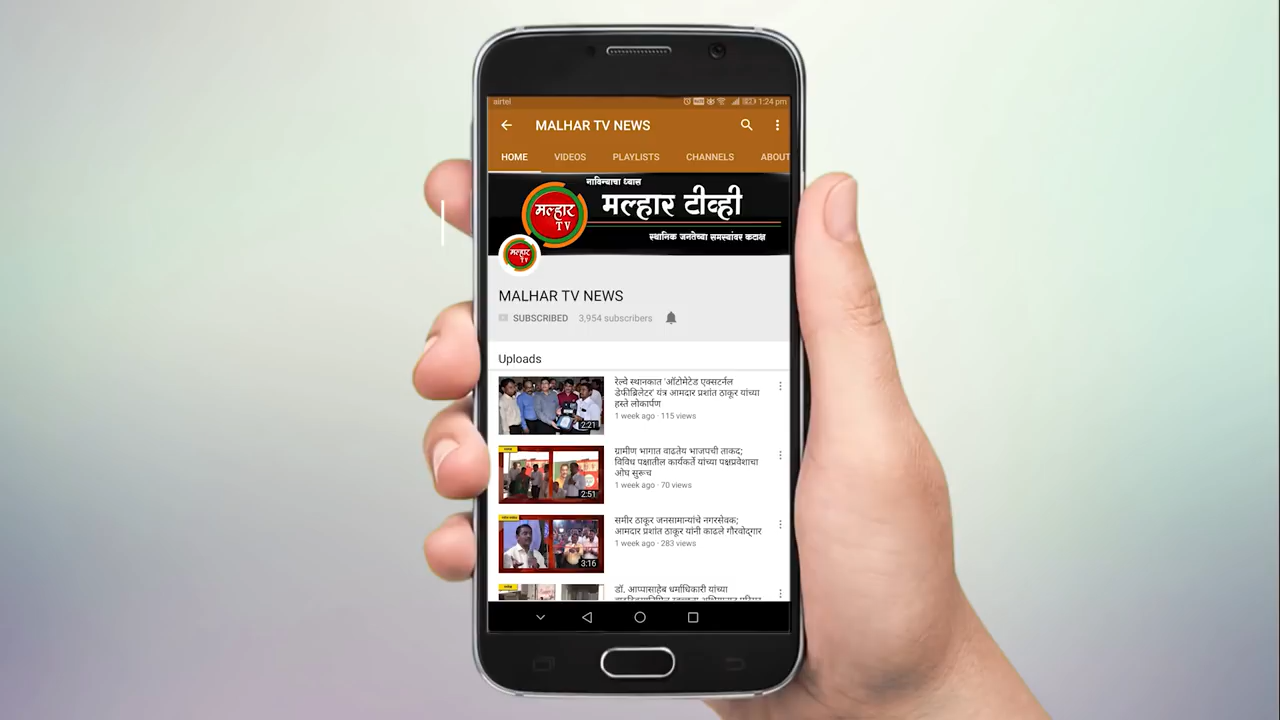 airtel
1:24 pm
MALHAR TV NEWS
HOME VIDEOS PLAYLISTS CHANNELS ABOUT
नाविन्याचा ध्यास
मल्हार टीव्ही
स्थानिक जनतेच्या समस्यांवर कटाक्ष
मल्हार
TV
मल्हार
TV
MALHAR TV NEWS
SUBSCRIBED 3,954 subscribers
Uploads
रेल्वे स्थानकात 'ऑटोमेटेड एक्सटर्नल
डेफीब्रिलेटर' यंत्र आमदार प्रशांत ठाकूर यांच्या
हस्ते लोकार्पण
1 week ago · 115 views
2:21
ग्रामीण भागात वाढतेय भाजपची ताकद;
विविध पक्षातील कार्यकर्ते यांच्या पक्षप्रवेशाचा
ओघ सुरूच
1 week ago · 70 views
2:51
समीर ठाकूर जनसामान्यांचे नगरसेवक;
आमदार प्रशांत ठाकूर यांनी काढले गौरवोद्गार
1 week ago · 283 views
3:16
डॉ. आप्पासाहेब धर्माधिकारी यांच्या